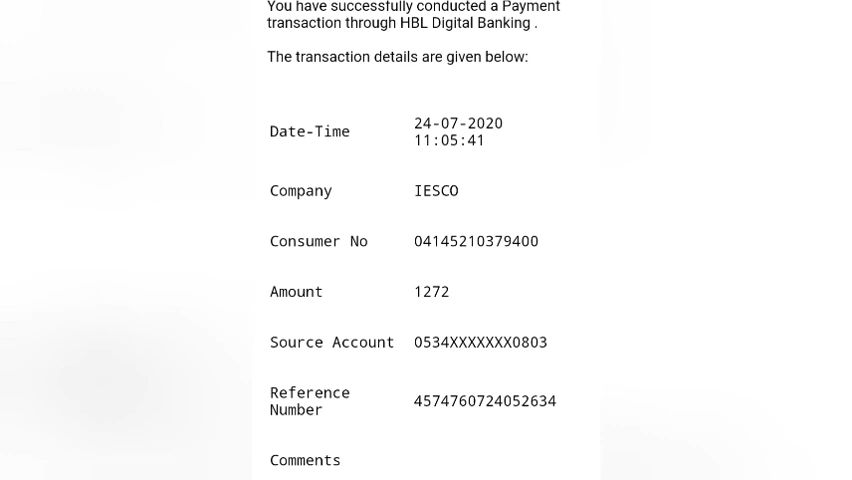 You have successfully conducted a Payment
transaction through HBL Digital Banking .
The transaction details are given below:
Date-Time 24-07-2020
11:05:41
Company IESCO
Consumer No 04145210379400
Amount 1272
Source Account 0534XXXXXXX0803
Reference
Number 4574760724052634
Comments